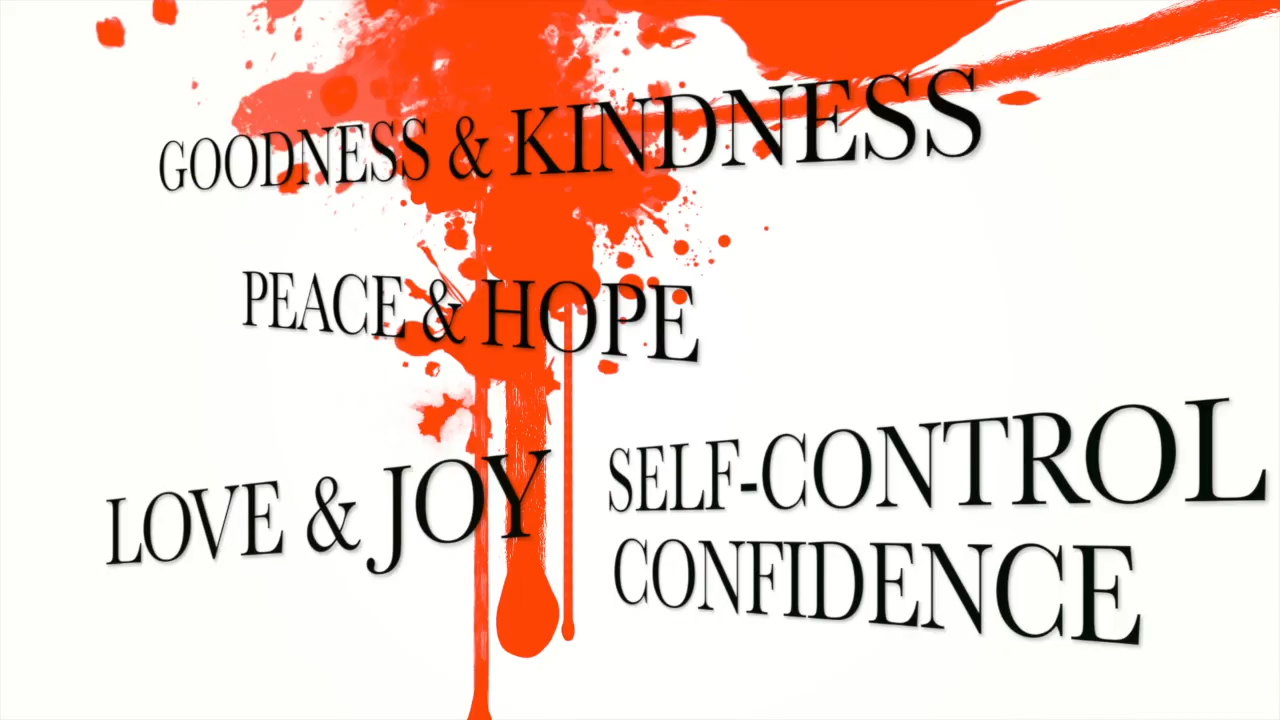 GOODNESS & KINDNESS
PEACE & HOPE
LOVE & JOY
SELF-CONTROL
CONFIDENCE